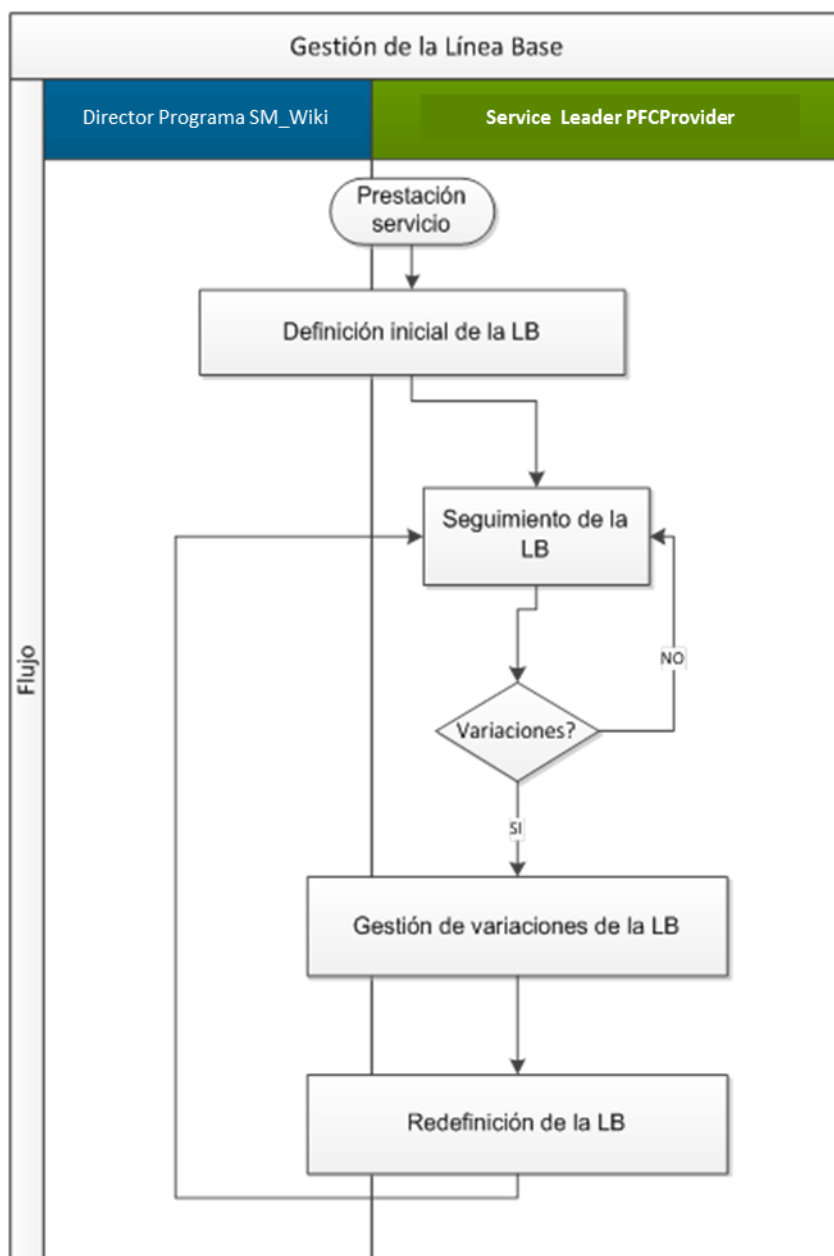 Gestión de la Línea Base
Director Programa SM_Wiki
Service Leader PFCProvider
Flujo
Prestación
servicio
Definición inicial de la LB
Seguimiento de la
LB
NO
Variaciones?
SI
Gestión de variaciones de la LB
Redefinición de la LB